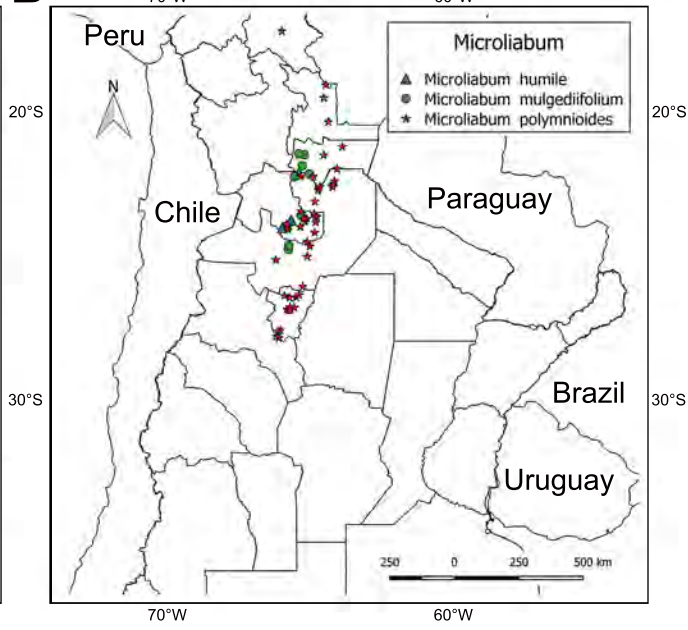 Peru
Microliabum
Microliabum humile
Microliabum mulgediifolium
Microliabum polymnioides
N
20°S
20°S
Chile
Paraguay
30°S
Brazil
30°S
Uruguay
250 0 250 500 km
70°W 60°W